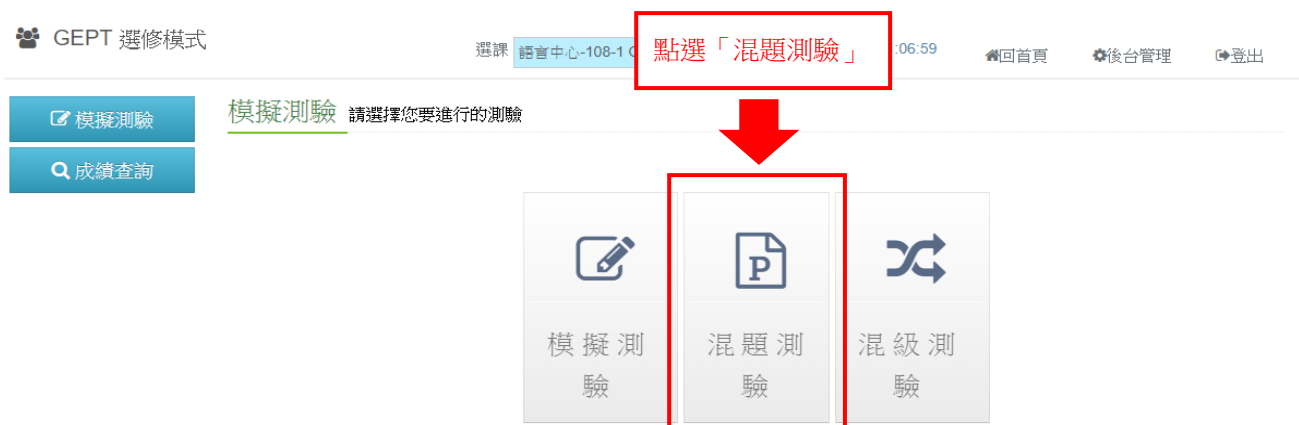 GEPT 選修模式
選課 語言中心-108-1
點選「混題測驗」
:06:59
回首頁
後台管理
登出
模擬測驗
成績查詢
模擬測驗 請選擇您要進行的測驗
P
模擬測
驗
混題測
驗
混級測
驗